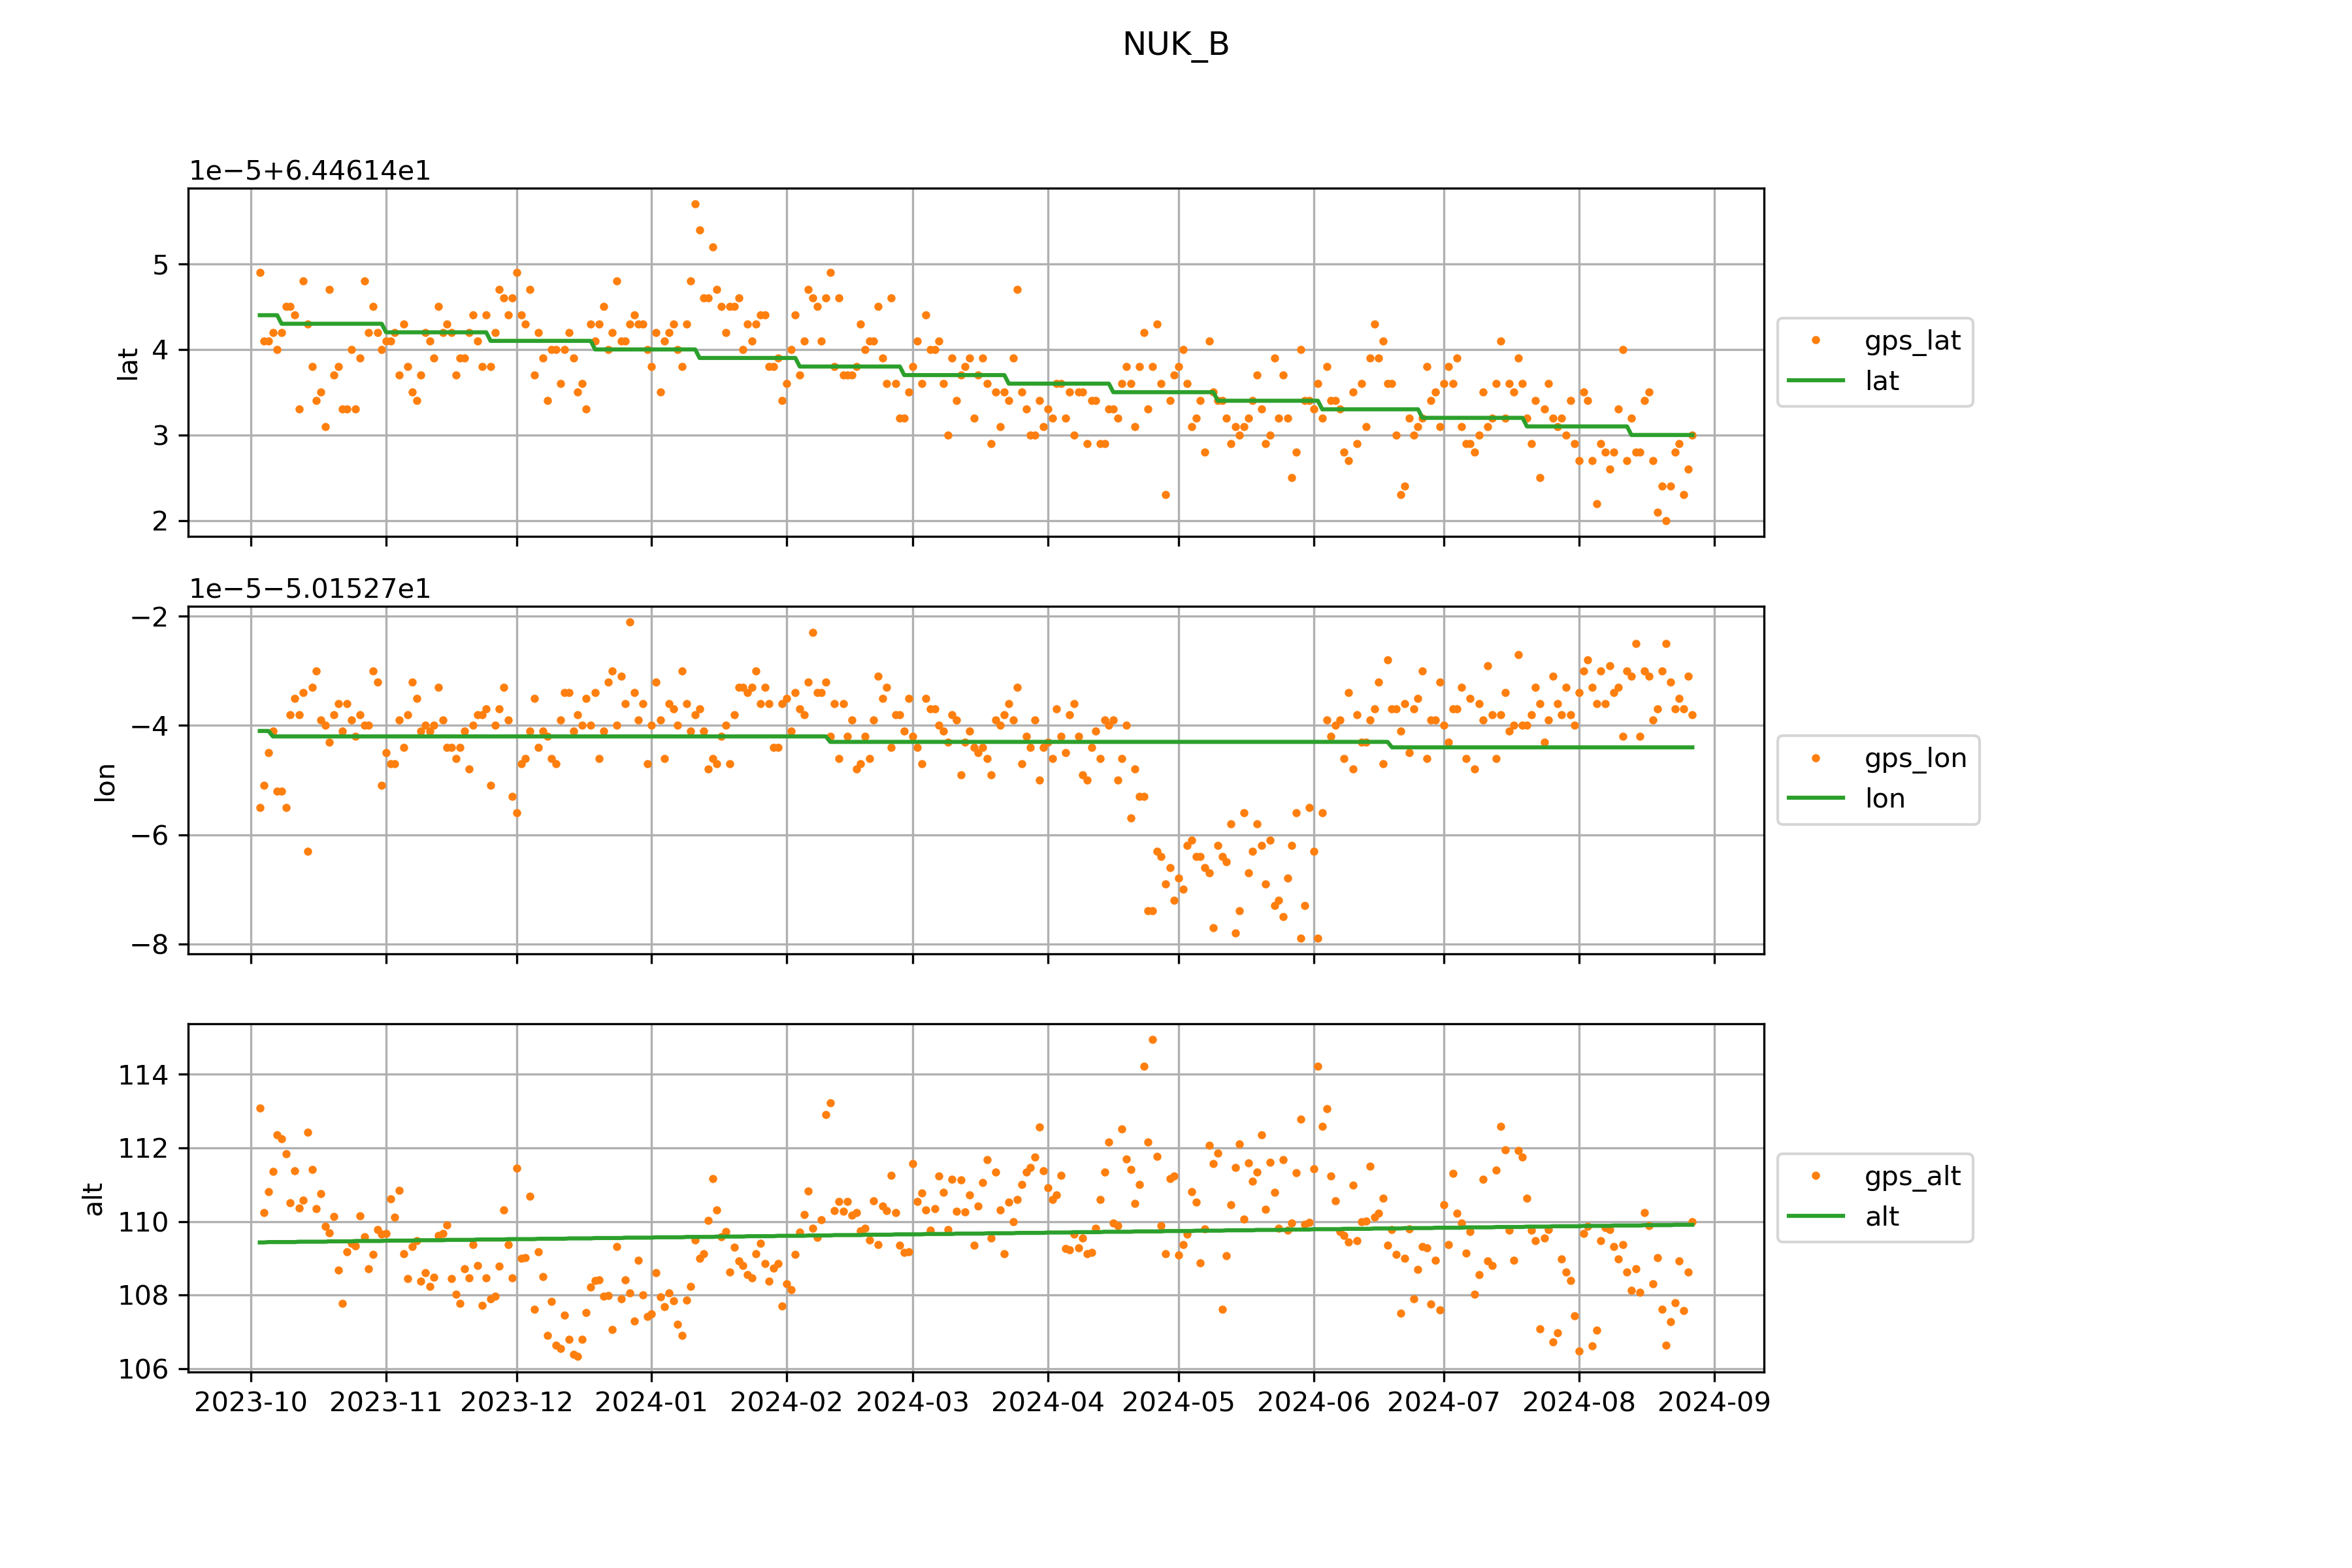 NUK_B
1e−5+6.44614e1
5
4
3
2
lat
gps_lat
lat
1e−5−5.01527e1
−2
−4
−6
−8
lon
gps_lon
lon
114
112
110
108
106
alt
gps_alt
alt
2023-10 2023-11 2023-12 2024-01 2024-02 2024-03 2024-04 2024-05 2024-06 2024-07 2024-08 2024-09